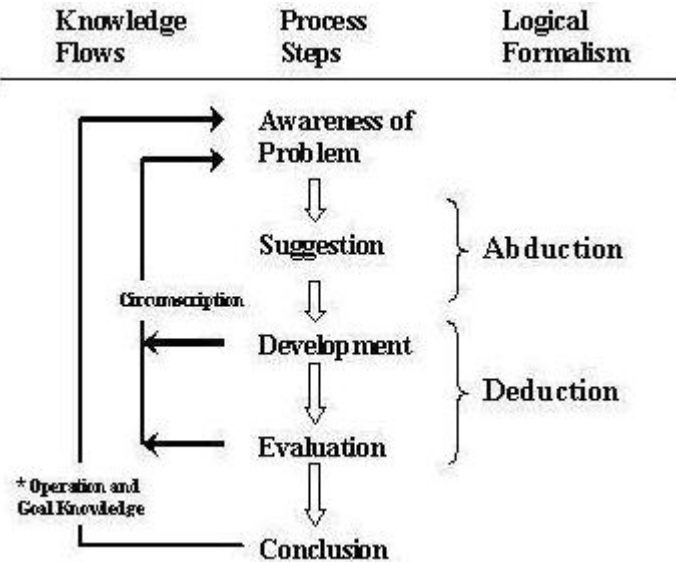 Knowledge
Flows
Process
Steps
Logical
Formalism
Awareness of
Problem
Suggestion
Abduction
Circumscription
Development
Deduction
Evaluation
* Operation and
Goal Knowledge
Conclusion